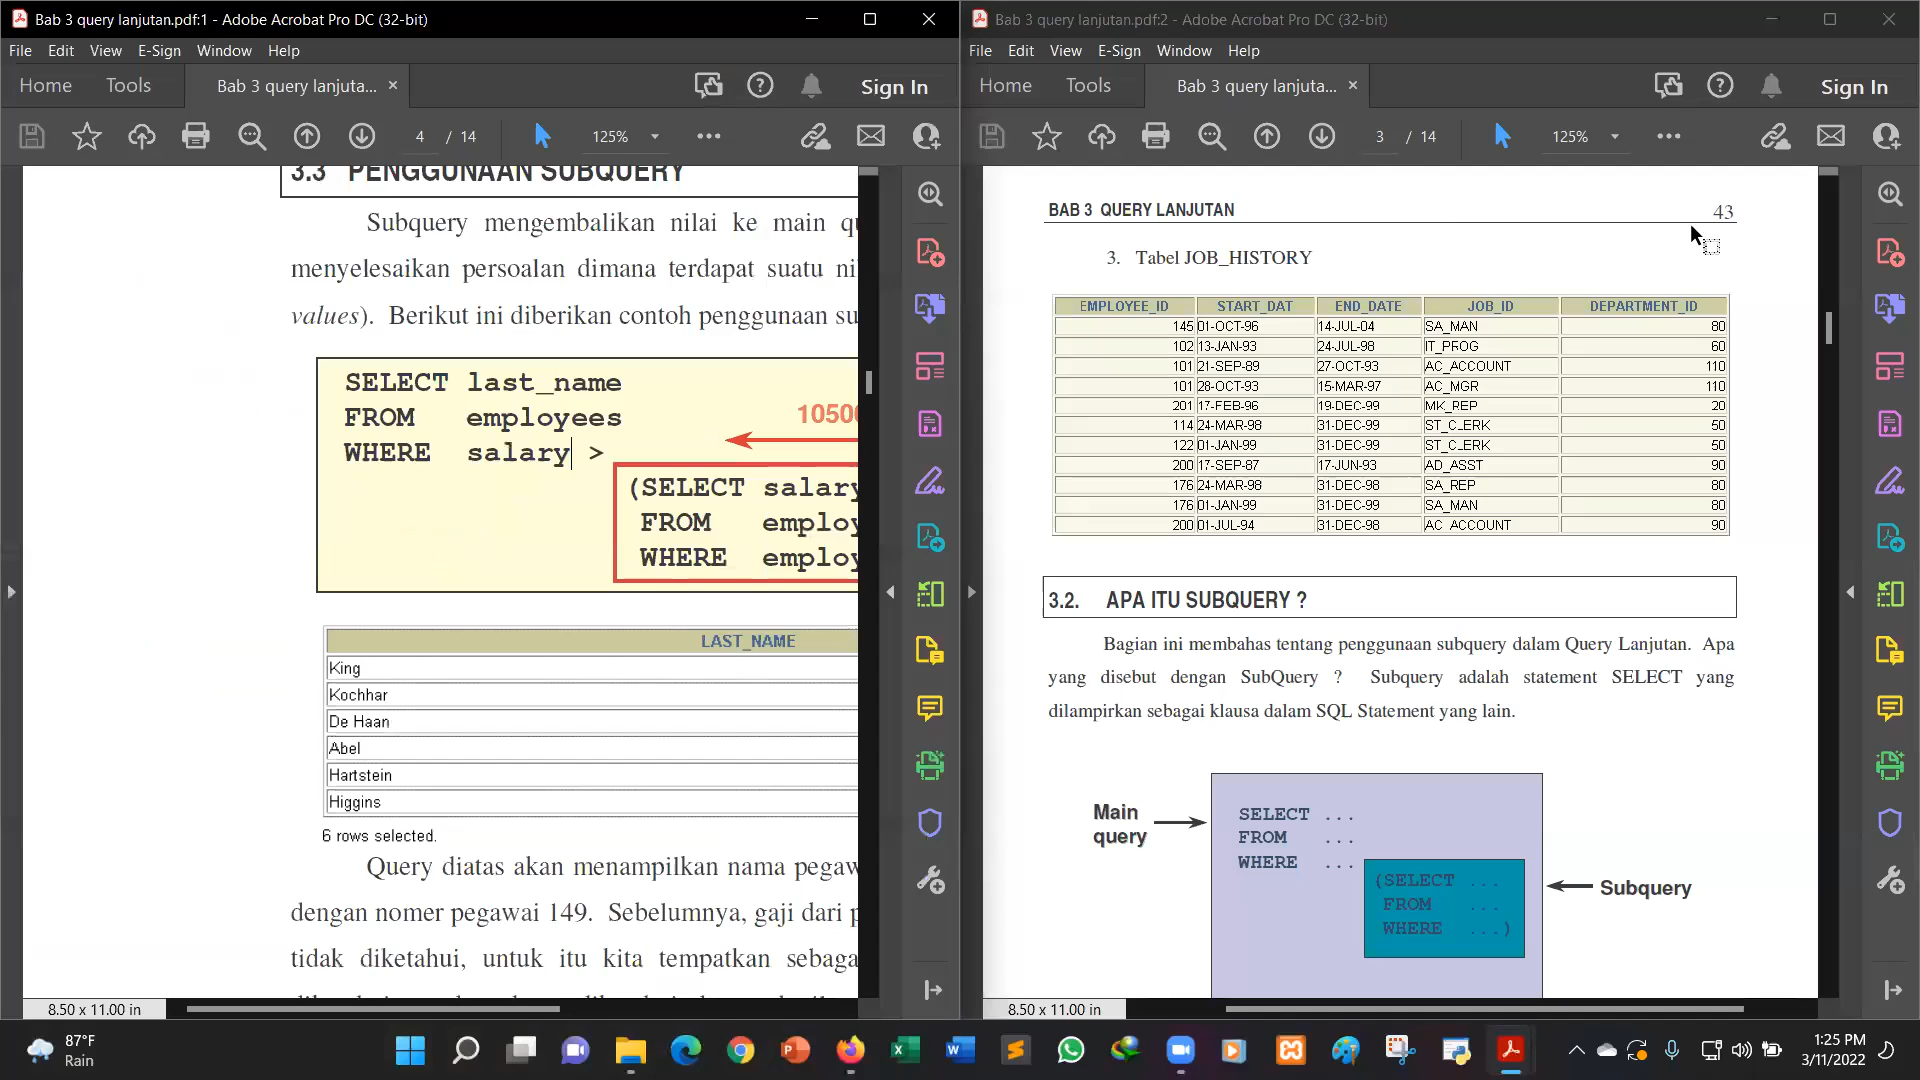 Bab 3 query lanjutan.pdf:1 - Adobe Acrobat Pro DC (32-bit)
File Edit View E-Sign Window Help
Home Tools Bab 3 query lanjuta... × Sign In
4 / 14 125%
3.3 PENGGUNAAN SUBQUERY
Subquery mengembalikan nilai ke main qu
menyelesaikan persoalan dimana terdapat suatu nil
values). Berikut ini diberikan contoh penggunaan su
SELECT last_name
FROM employees
WHERE salary >
10500
(SELECT salary
FROM employ
WHERE employ
LAST_NAME
King
Kochhar
De Haan
Abel
Hartstein
Higgins
6 rows selected.
Query diatas akan menampilkan nama pegaw
dengan nomer pegawai 149. Sebelumnya, gaji dari p
tidak diketahui, untuk itu kita tempatkan sebaga
8.50 x 11.00 in
Bab 3 query lanjutan.pdf:2 - Adobe Acrobat Pro DC (32-bit)
File Edit View E-Sign Window Help
Home Tools Bab 3 query lanjuta... × Sign In
3 / 14 125%
BAB 3 QUERY LANJUTAN 43
3. Tabel JOB_HISTORY
EMPLOYEE_ID START_DAT END_DATE JOB_ID DEPARTMENT_ID
145 01-OCT-96 14-JUL-04 SA_MAN 80
102 13-JAN-93 24-JUL-98 IT_PROG 60
101 21-SEP-89 27-OCT-93 AC_ACCOUNT 110
101 28-OCT-93 15-MAR-97 AC_MGR 110
201 17-FEB-96 19-DEC-99 MK_REP 20
114 24-MAR-98 31-DEC-99 ST_CLERK 50
122 01-JAN-99 31-DEC-99 ST_CLERK 50
200 17-SEP-87 17-JUN-93 AD_ASST 90
176 24-MAR-98 31-DEC-98 SA_REP 80
176 01-JAN-99 31-DEC-99 SA_MAN 80
200 01-JUL-94 31-DEC-98 AC_ACCOUNT 90
3.2. APA ITU SUBQUERY ?
Bagian ini membahas tentang penggunaan subquery dalam Query Lanjutan. Apa
yang disebut dengan SubQuery ? Subquery adalah statement SELECT yang
dilampirkan sebagai klausa dalam SQL Statement yang lain.
Main
query
SELECT ...
FROM ...
WHERE ...
(SELECT ...
FROM ...
WHERE ...)
Subquery
8.50 x 11.00 in
87°F
Rain
1:25 PM
3/11/2022